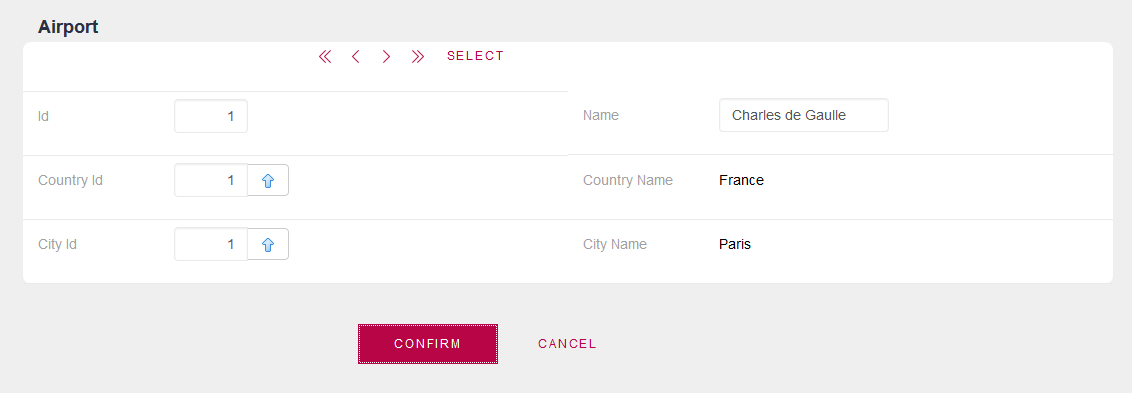 Airport
SELECT
Id 1 Name Charles de Gaulle
Country Id 1 Country Name France
City Id 1 City Name Paris
CONFIRM CANCEL